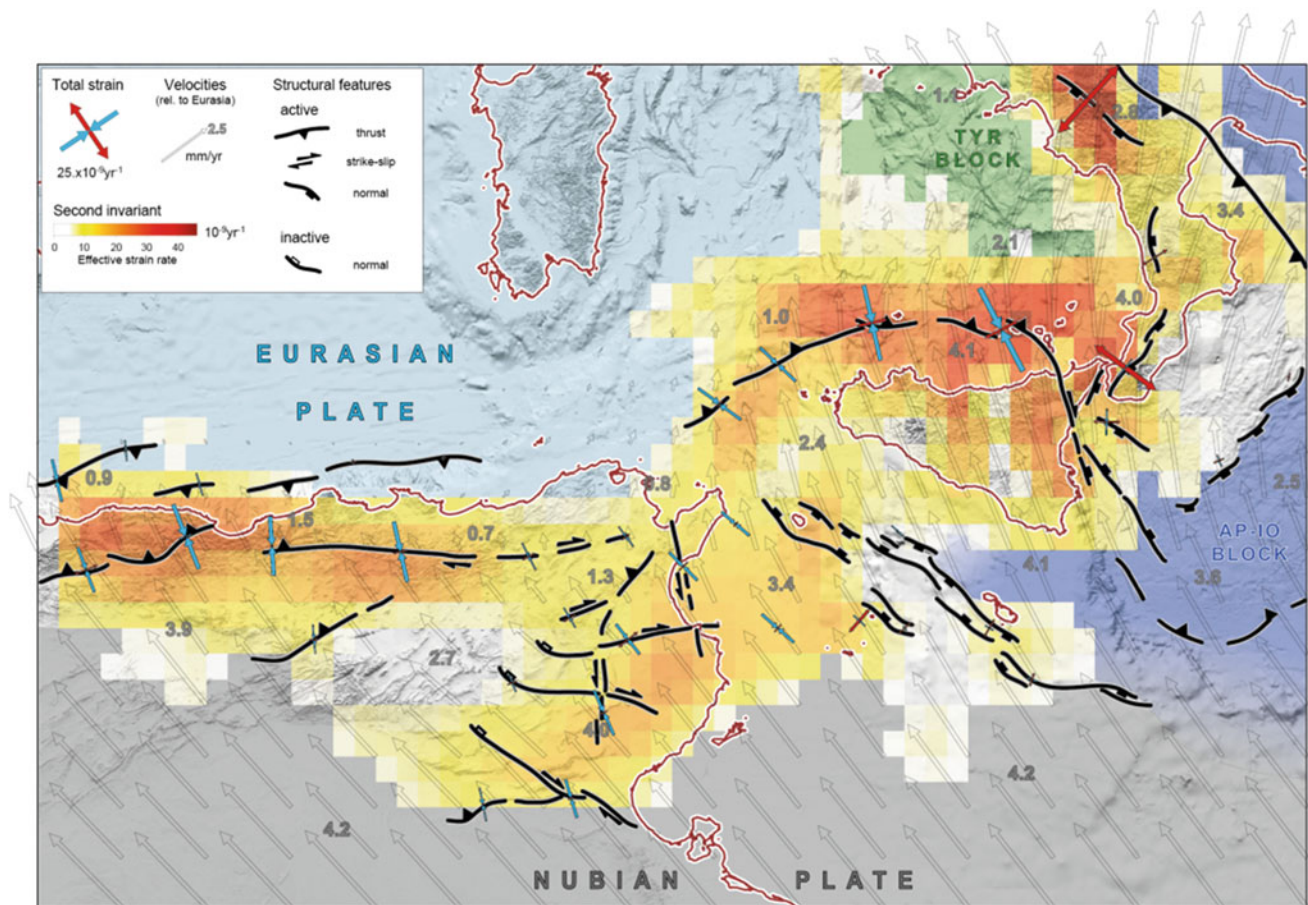 Total strain
25.x10⁻⁹yr⁻¹
Velocities
(rel. to Eurasia)
2.5
mm/yr
Structural features
active
thrust
strike-slip
normal
inactive
normal
Second invariant
0 10 20 30 40
10⁻⁹yr⁻¹
Effective strain rate
2.8
TYR
BLOCK
3.4
2.1
4.0
1.0
4.1
EURASIAN
PLATE
2.4
0.9
2.5
1.5
0.7
AP-IO
BLOCK
4.1
3.4
1.3
3.9
2.7
4.0
4.2
4.2
NUBIAN PLATE